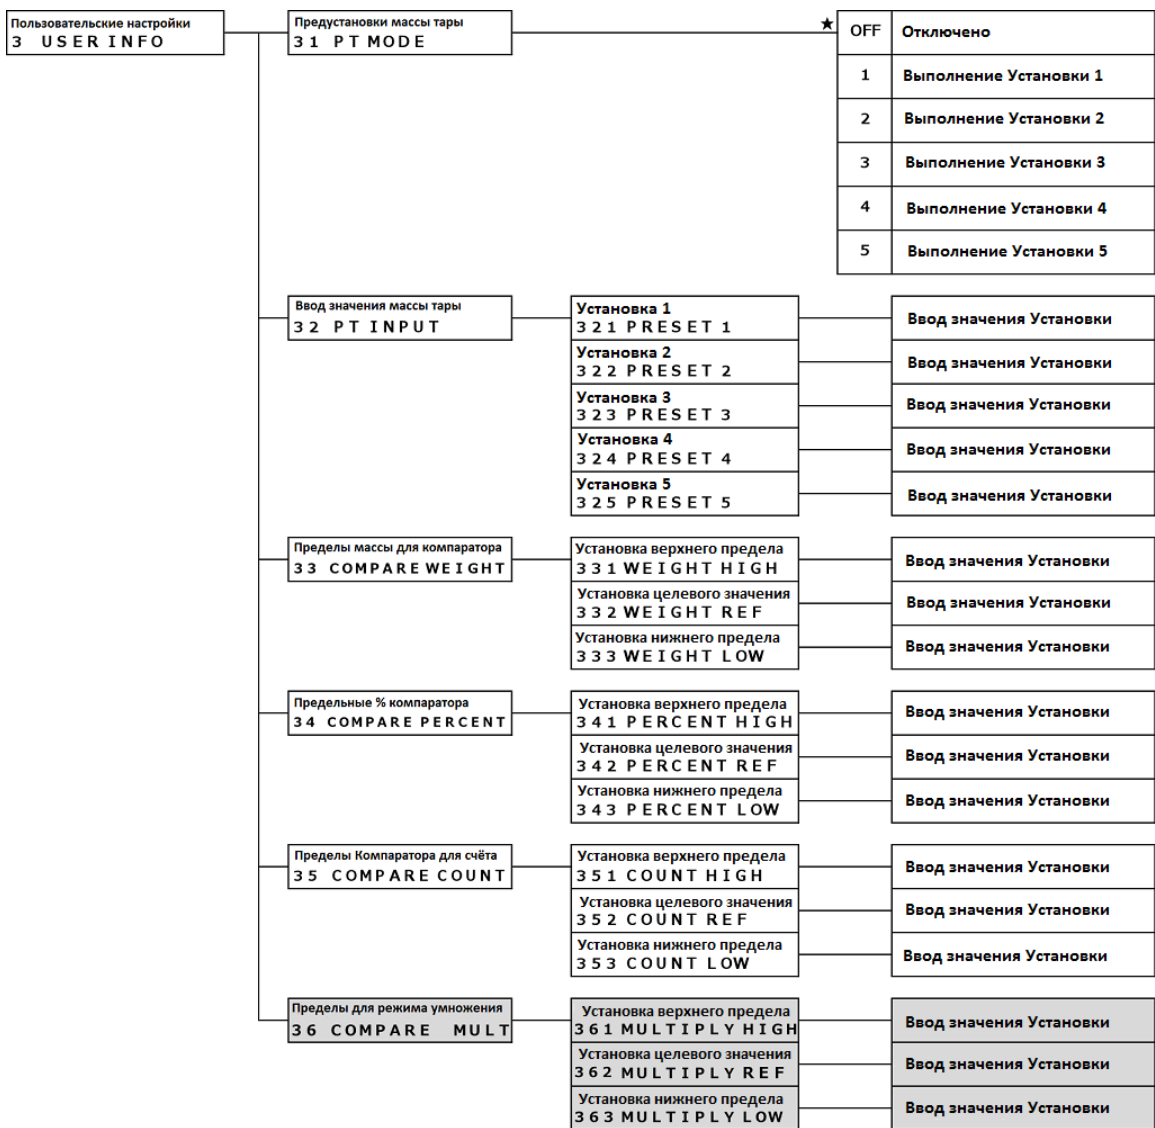 Пользовательские настройки
3 USER INFO
Предустановки массы тары
31 PT MODE
★
OFF Отключено
1 Выполнение Установки 1
2 Выполнение Установки 2
3 Выполнение Установки 3
4 Выполнение Установки 4
5 Выполнение Установки 5
Ввод значения массы тары
32 PT INPUT
Установка 1
321 PRESET 1
Ввод значения Установки
Установка 2
322 PRESET 2
Ввод значения Установки
Установка 3
323 PRESET 3
Ввод значения Установки
Установка 4
324 PRESET 4
Ввод значения Установки
Установка 5
325 PRESET 5
Ввод значения Установки
Пределы массы для компаратора
33 COMPARE WEIGHT
Установка верхнего предела
331 WEIGHT HIGH
Ввод значения Установки
Установка целевого значения
332 WEIGHT REF
Ввод значения Установки
Установка нижнего предела
333 WEIGHT LOW
Ввод значения Установки
Предельные % компаратора
34 COMPARE PERCENT
Установка верхнего предела
341 PERCENT HIGH
Ввод значения Установки
Установка целевого значения
342 PERCENT REF
Ввод значения Установки
Установка нижнего предела
343 PERCENT LOW
Ввод значения Установки
Пределы Компаратора для счёта
35 COMPARE COUNT
Установка верхнего предела
351 COUNT HIGH
Ввод значения Установки
Установка целевого значения
352 COUNT REF
Ввод значения Установки
Установка нижнего предела
353 COUNT LOW
Ввод значения Установки
Пределы для режима умножения
36 COMPARE MULT
Установка верхнего предела
361 MULTIPLY HIGH
Ввод значения Установки
Установка целевого значения
362 MULTIPLY REF
Ввод значения Установки
Установка нижнего предела
363 MULTIPLY LOW
Ввод значения Установки